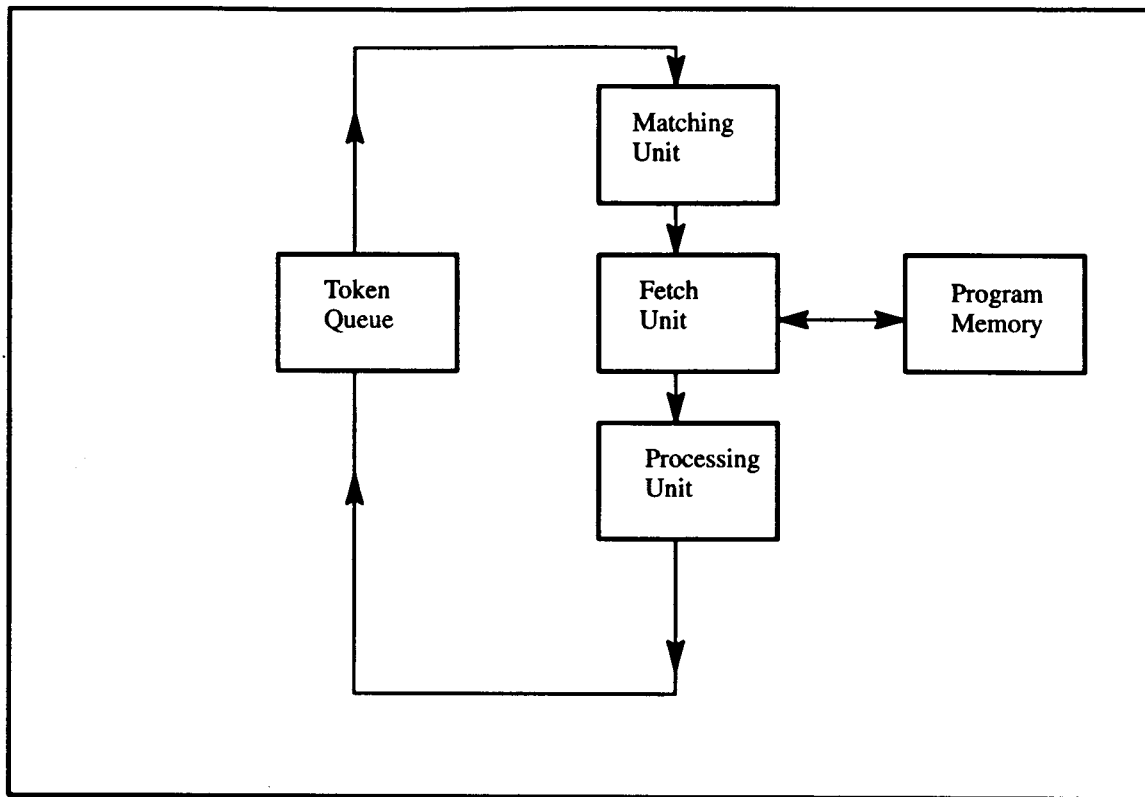 Matching
Unit
Token
Queue
Fetch
Unit
Program
Memory
Processing
Unit